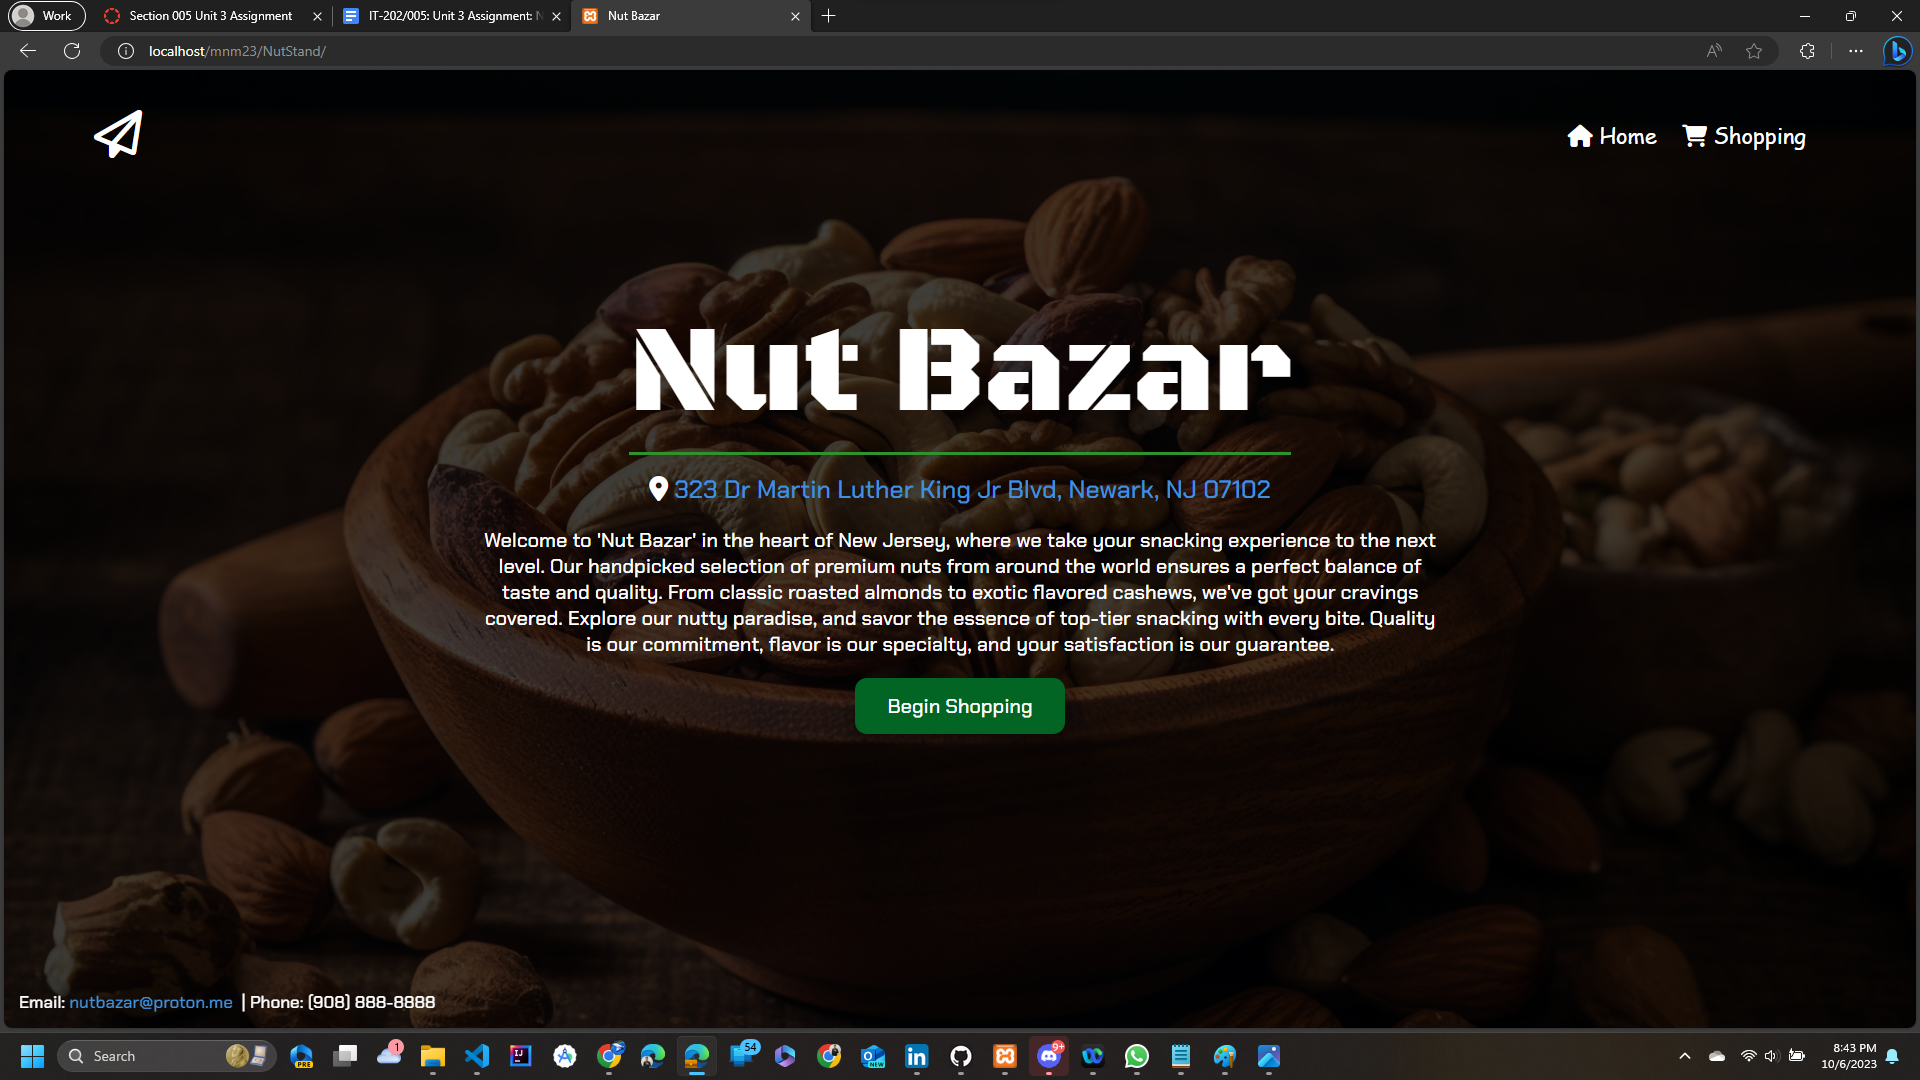 Work
Section 005 Unit 3 Assignment
IT-202/005: Unit 3 Assignment:
Nut Bazar
localhost/mnm23/NutStand/
Home
Shopping
Nut Bazar
323 Dr Martin Luther King Jr Blvd, Newark, NJ 07102
Welcome to 'Nut Bazar' in the heart of New Jersey, where we take your snacking experience to the next
level. Our handpicked selection of premium nuts from around the world ensures a perfect balance of
taste and quality. From classic roasted almonds to exotic flavored cashews, we've got your cravings
covered. Explore our nutty paradise, and savor the essence of top-tier snacking with every bite. Quality
is our commitment, flavor is our specialty, and your satisfaction is our guarantee.
Begin Shopping
Email: nutbazar@proton.me | Phone: (908) 888-8888
Search
PRE
1
IJ
54
NEW
9+
8:43 PM
10/6/2023